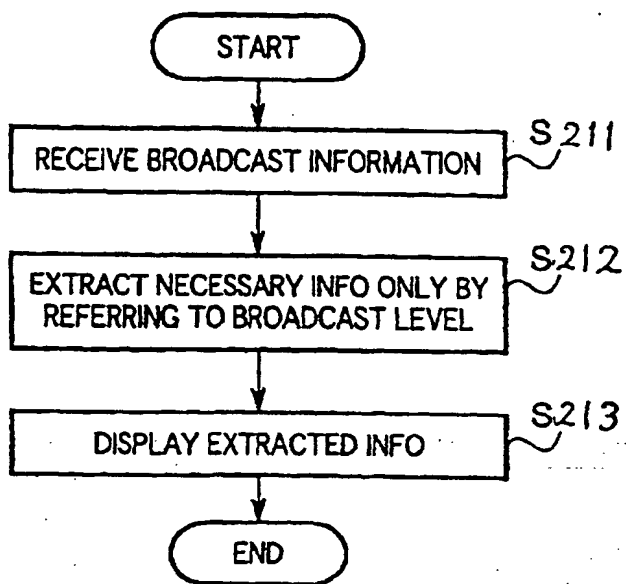 START
RECEIVE BROADCAST INFORMATION
S211
EXTRACT NECESSARY INFO ONLY BY
REFERRING TO BROADCAST LEVEL
S212
DISPLAY EXTRACTED INFO
S213
END